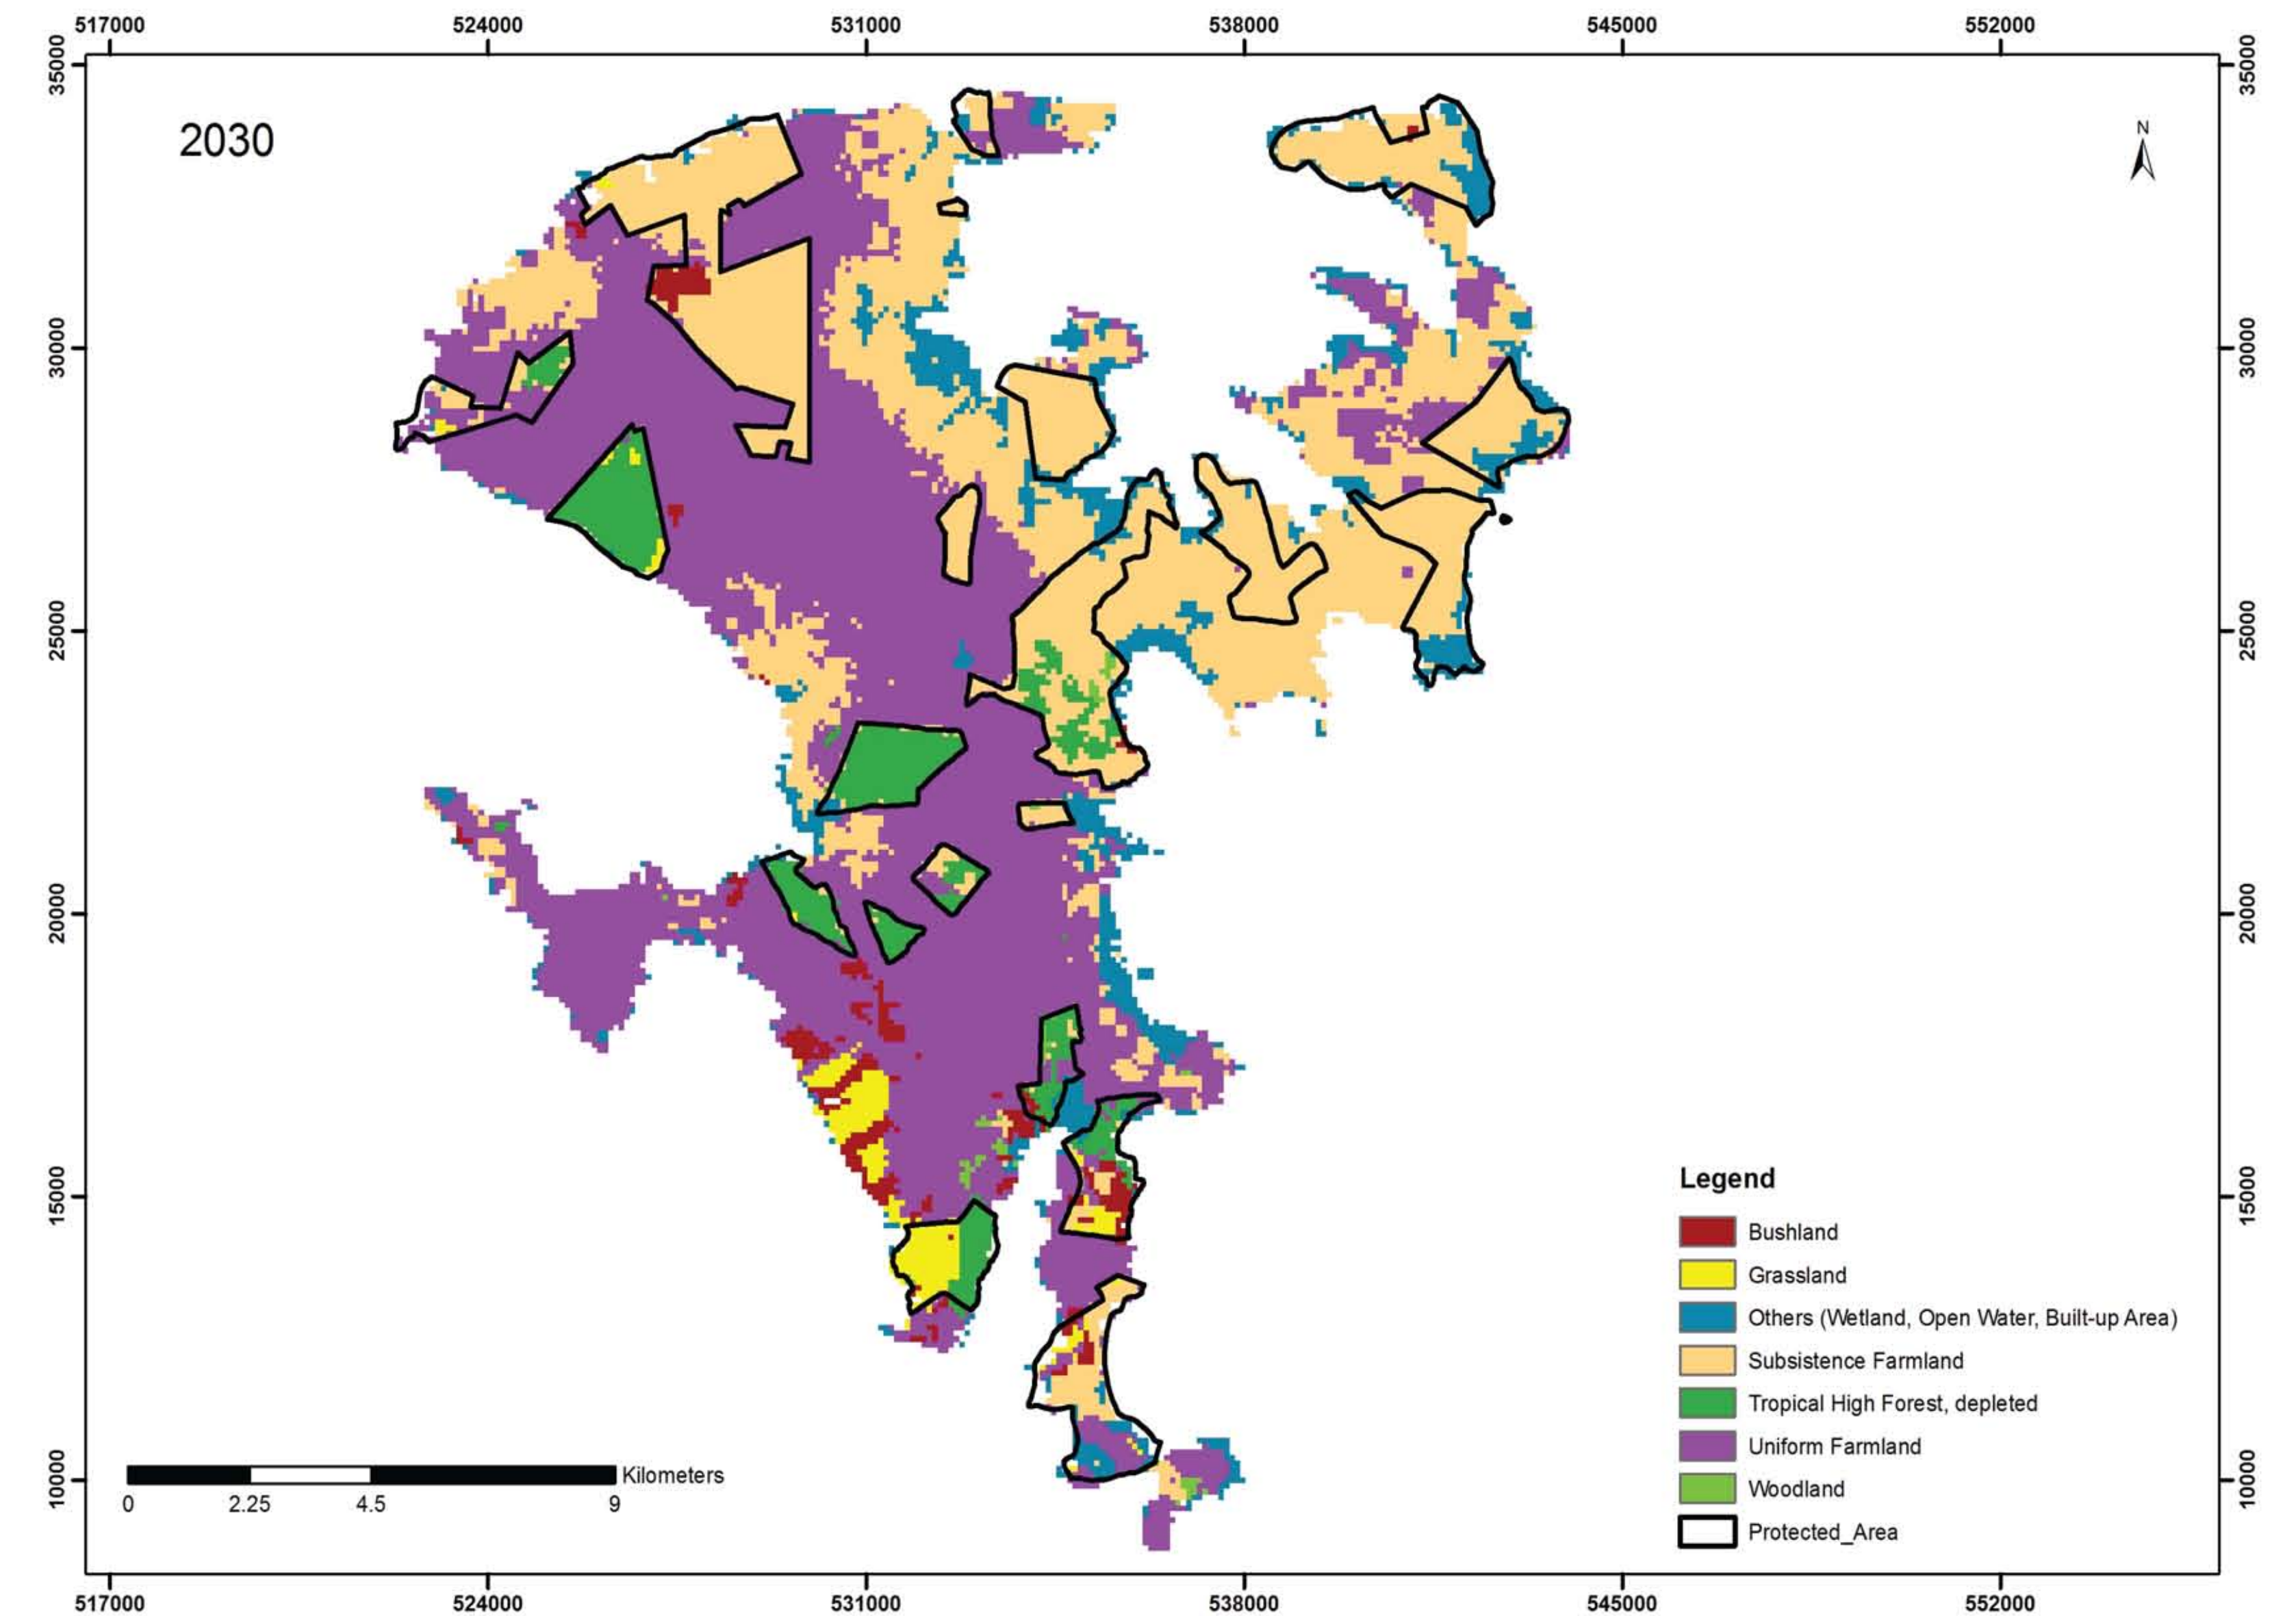 517000 524000 531000 538000 545000 552000
35000 35000
2030
N
30000 30000
25000 25000
20000 20000
15000 15000
Legend
Bushland
Grassland
Others (Wetland, Open Water, Built-up Area)
Subsistence Farmland
Tropical High Forest, depleted
Uniform Farmland
Woodland
Protected_Area
10000 10000
Kilometers
0 2.25 4.5 9
517000 524000 531000 538000 545000 552000